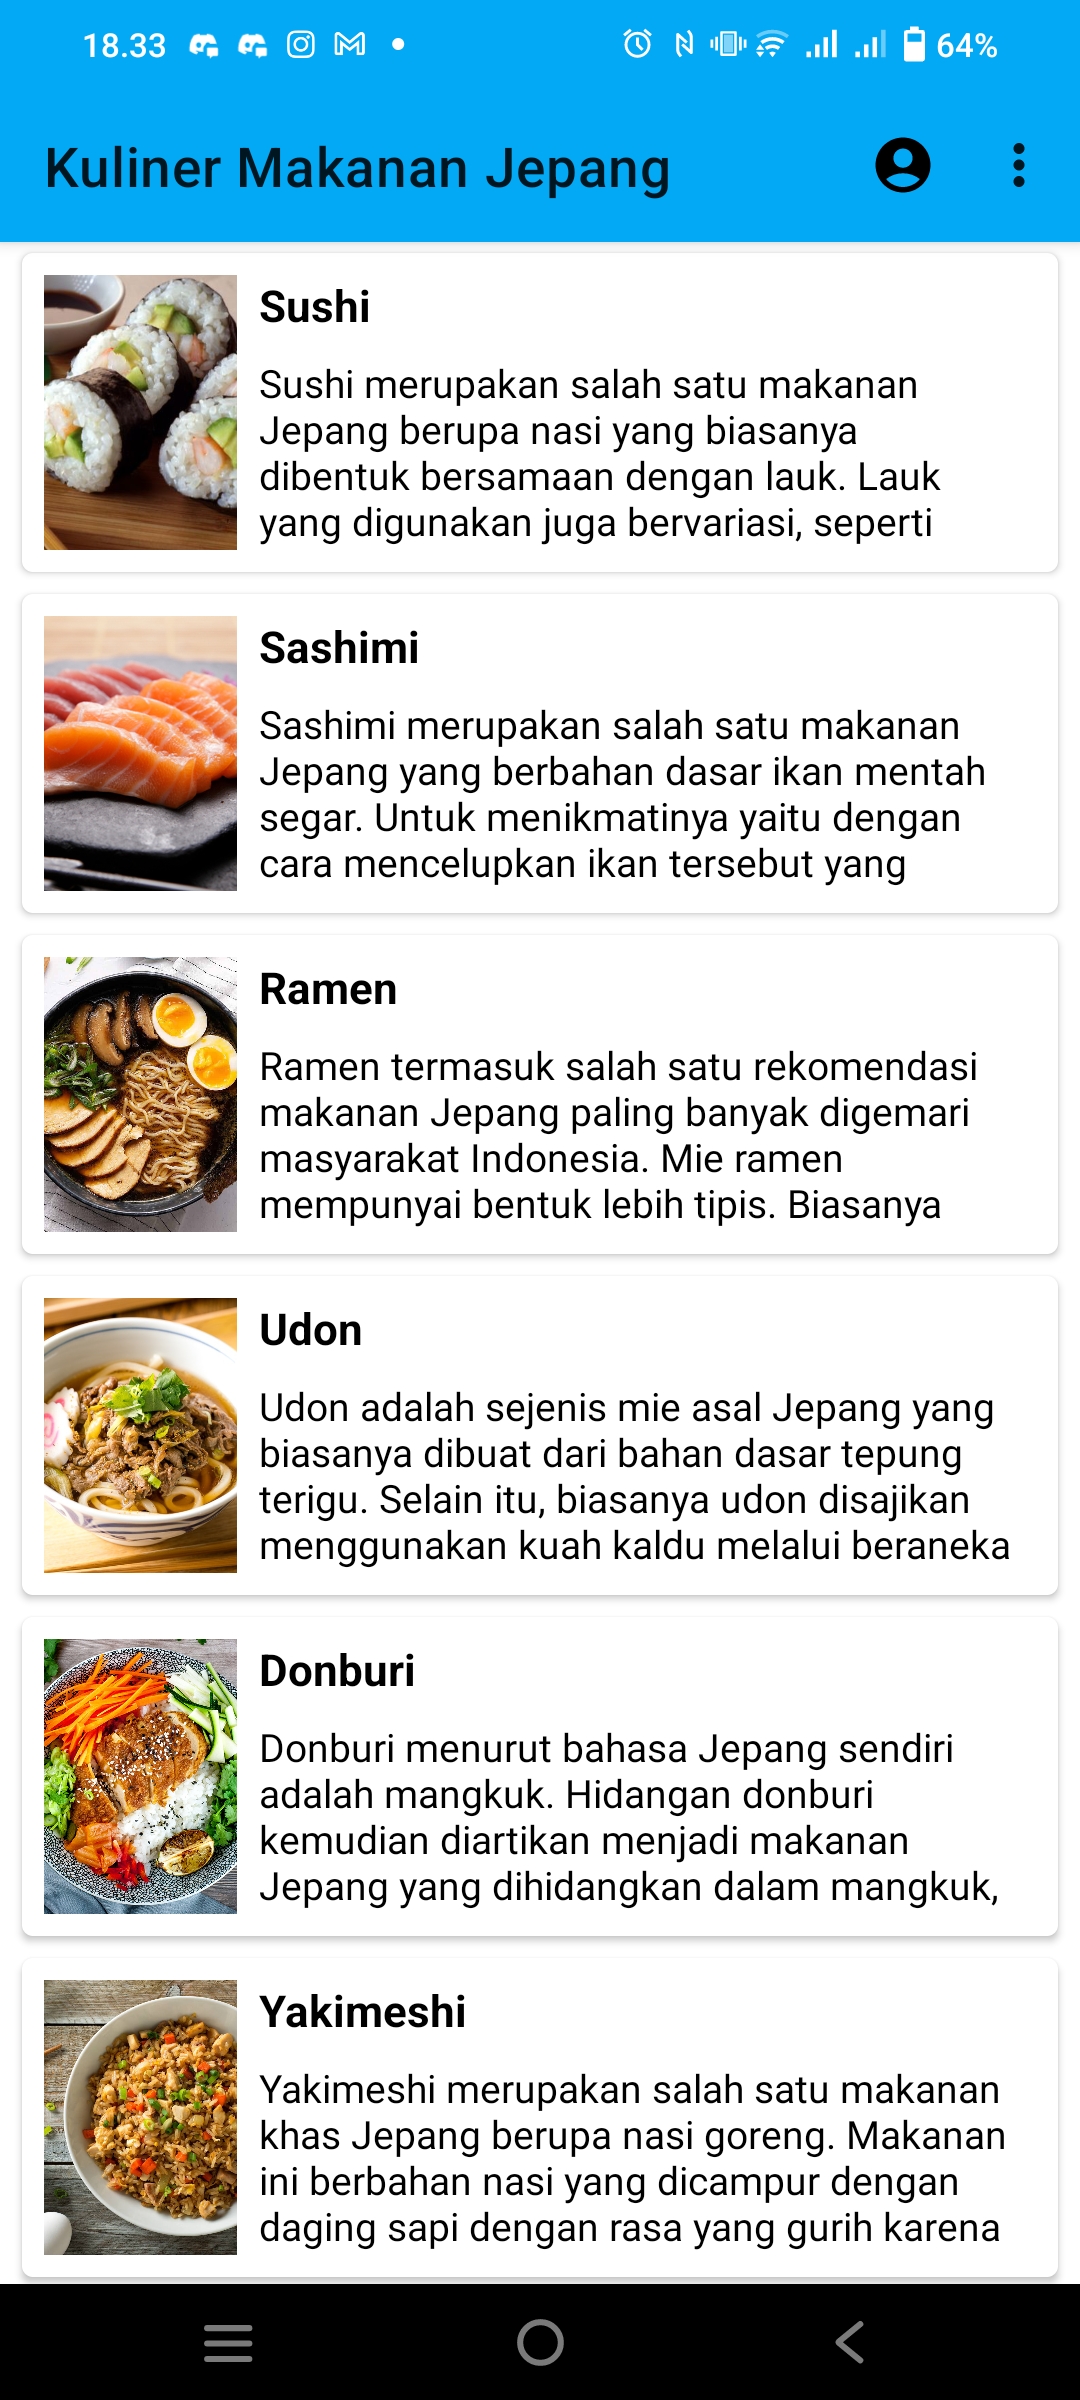 18.33
64%
Kuliner Makanan Jepang
Sushi
Sushi merupakan salah satu makanan
Jepang berupa nasi yang biasanya
dibentuk bersamaan dengan lauk. Lauk
yang digunakan juga bervariasi, seperti
Sashimi
Sashimi merupakan salah satu makanan
Jepang yang berbahan dasar ikan mentah
segar. Untuk menikmatinya yaitu dengan
cara mencelupkan ikan tersebut yang
Ramen
Ramen termasuk salah satu rekomendasi
makanan Jepang paling banyak digemari
masyarakat Indonesia. Mie ramen
mempunyai bentuk lebih tipis. Biasanya
Udon
Udon adalah sejenis mie asal Jepang yang
biasanya dibuat dari bahan dasar tepung
terigu. Selain itu, biasanya udon disajikan
menggunakan kuah kaldu melalui beraneka
Donburi
Donburi menurut bahasa Jepang sendiri
adalah mangkuk. Hidangan donburi
kemudian diartikan menjadi makanan
Jepang yang dihidangkan dalam mangkuk,
Yakimeshi
Yakimeshi merupakan salah satu makanan
khas Jepang berupa nasi goreng. Makanan
ini berbahan nasi yang dicampur dengan
daging sapi dengan rasa yang gurih karena